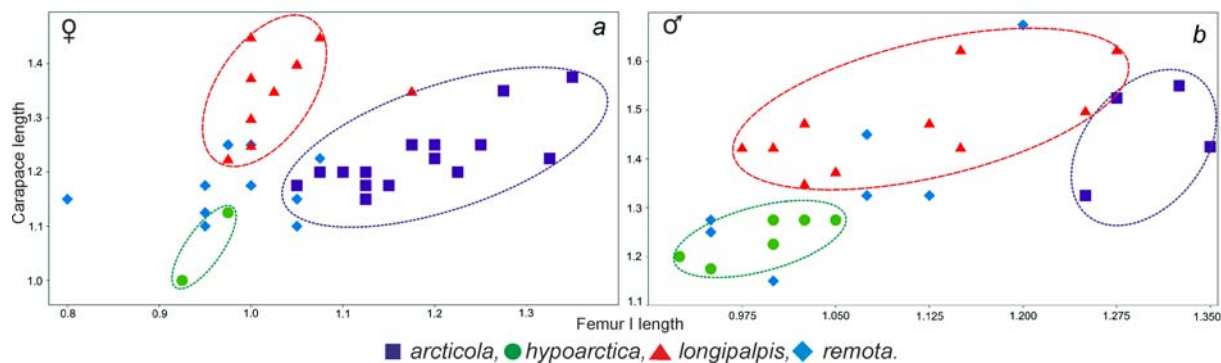 ♀ a ♂ b
Carapace length
1.4
1.3
1.2
1.1
1.0
0.8 0.9 1.0 1.1 1.2 1.3
1.6
1.5
1.4
1.3
1.2
1.1
0.975 1.050 1.125 1.200 1.275 1.350
Femur I length
arcticola, hypoarctica, longipalpis, remota.